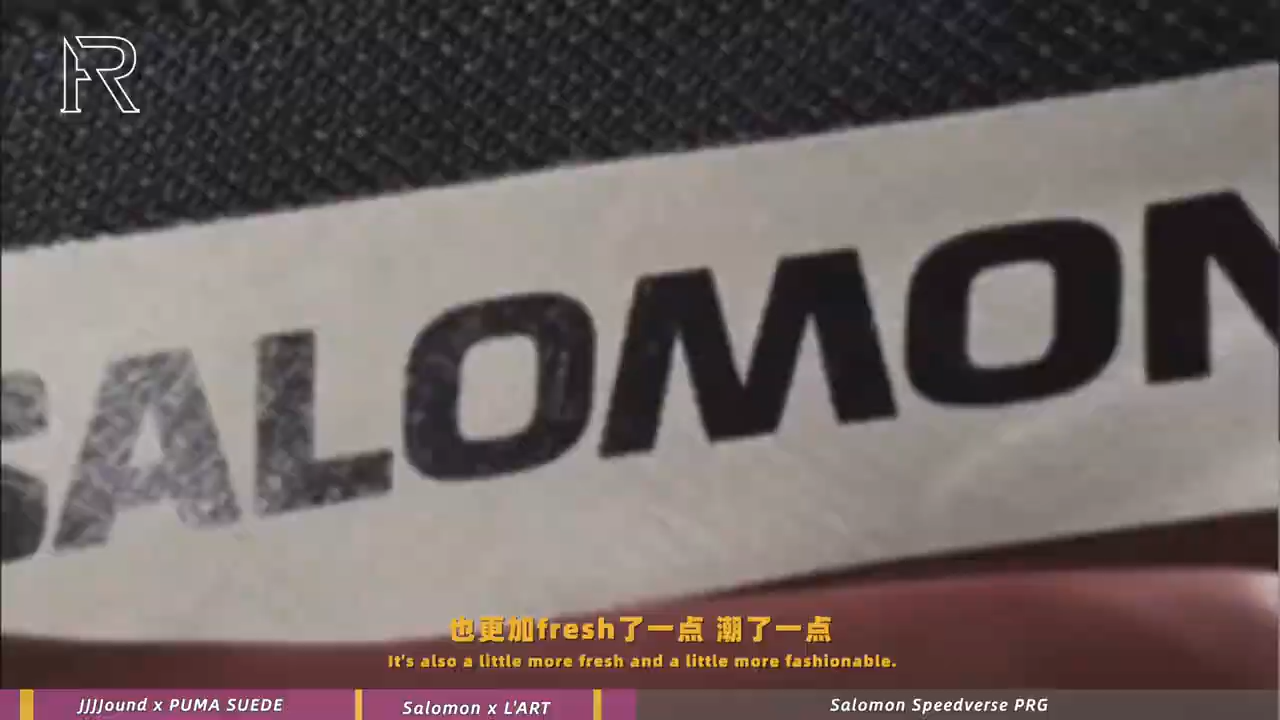 R
SALOMON
也更加fresh了一点 潮了一点
It's also a little more fresh and a little more fashionable.
JJJJound x PUMA SUEDE
Salomon x L'ART
Salomon Speedverse PRG